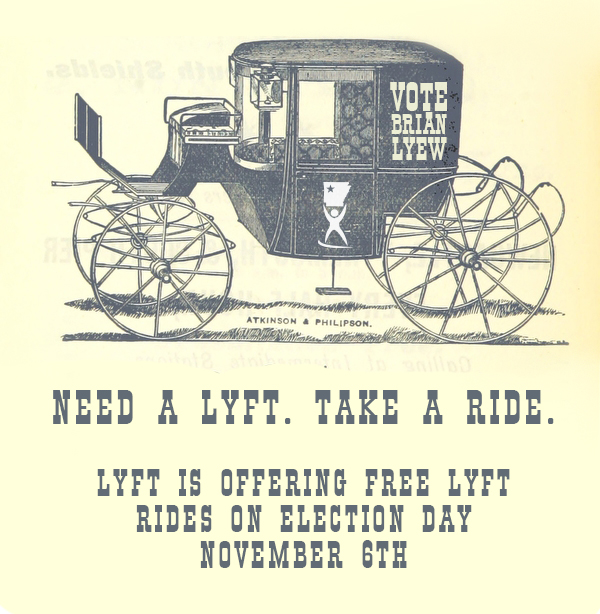 VOTE
BRIAN
LYEW
ATKINSON & PHILIPSON.
NEED A LYFT. TAKE A RIDE.
LYFT IS OFFERING FREE LYFT
RIDES ON ELECTION DAY
NOVEMBER 6TH